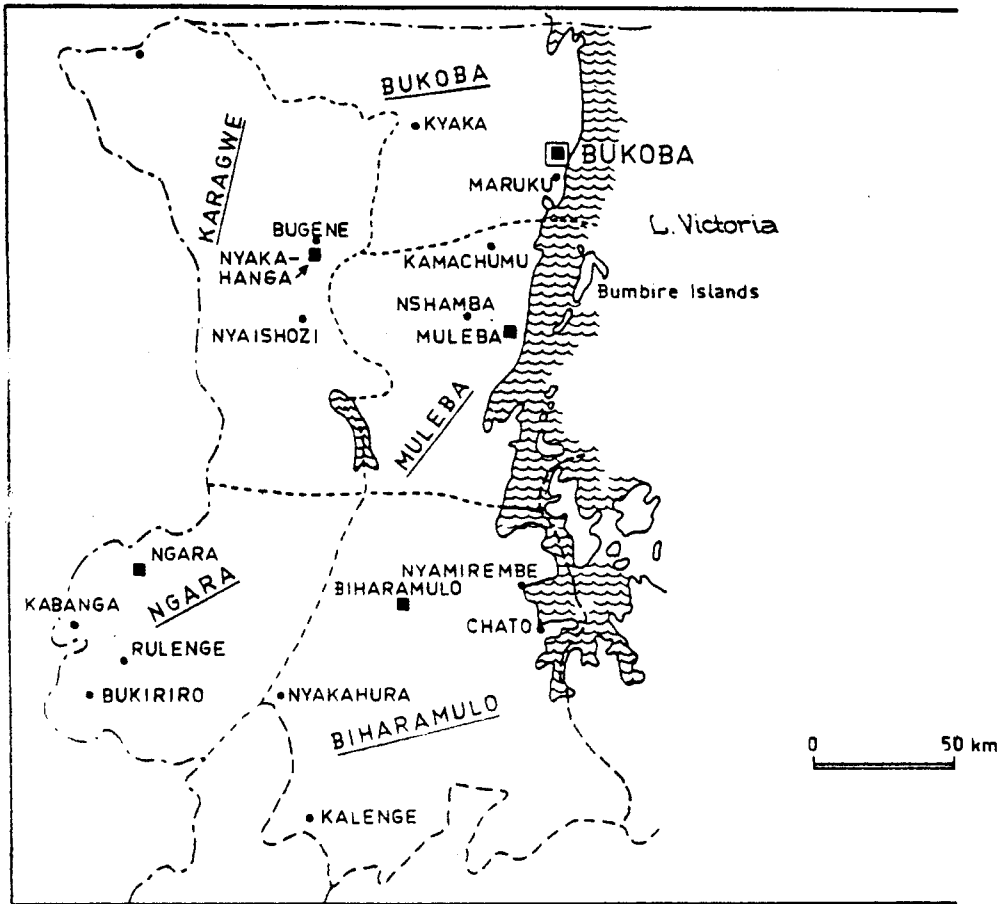 BUKOBA
KYAKA
KARAGWE
BUKOBA
MARUKU
BUGENE
NYAKA-
HANGA
KAMACHUMU
L. Victoria
Bumbire Islands
NYAISHOZI
NSHAMBA
MULEBA
MULEBA
NGARA
NGARA
KABANGA
RULENGE
BUKIRIRO
NYAMIREMBE
BIHARAMULO
CHATO
NYAKAHURA
BIHARAMULO
KALENGE
0 50 km